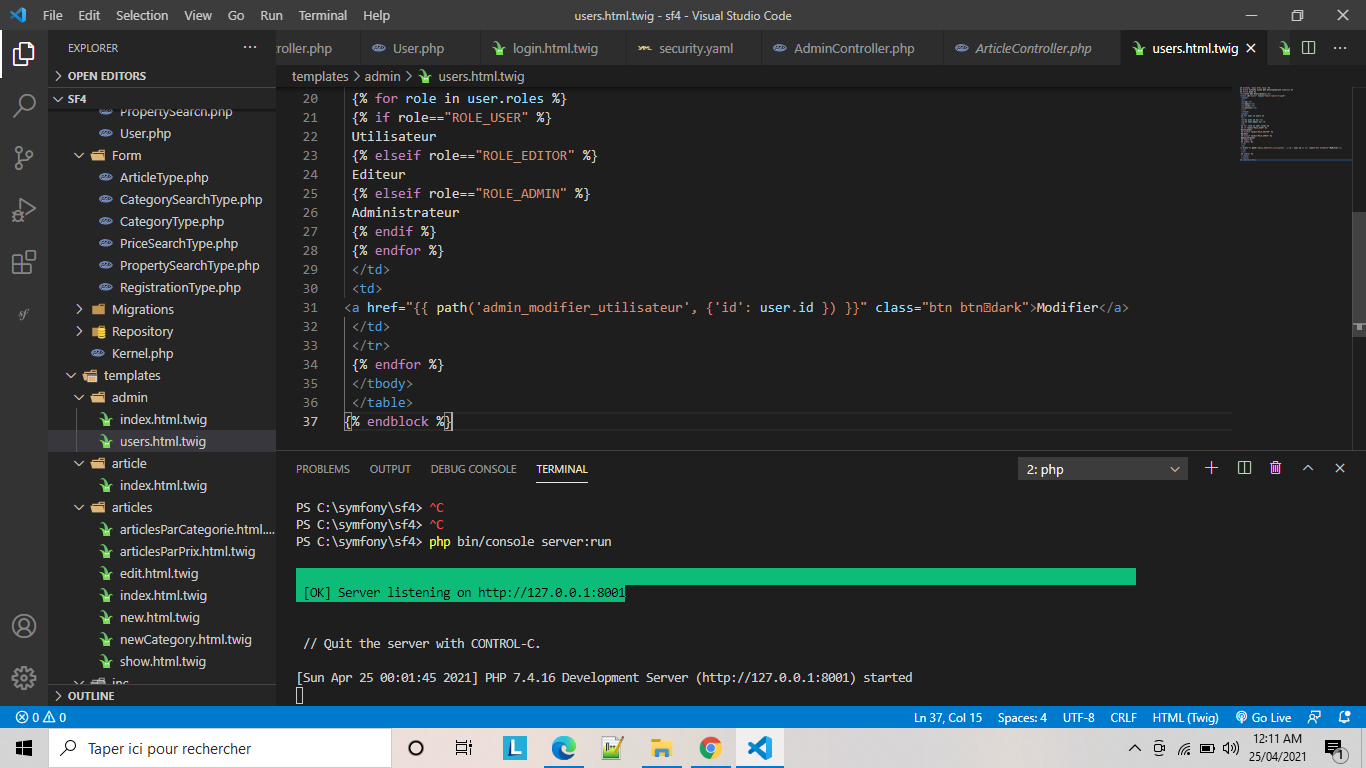 File Edit Selection View Go Run Terminal Help
users.html.twig - sf4 - Visual Studio Code
EXPLORER
OPEN EDITORS
SF4
PropertySearch.php
User.php
Form
ArticleType.php
CategorySearchType.php
CategoryType.php
PriceSearchType.php
PropertySearchType.php
RegistrationType.php
Migrations
Repository
Kernel.php
templates
admin
index.html.twig
users.html.twig
article
index.html.twig
articles
articlesParCategorie.html....
articlesParPrix.html.twig
edit.html.twig
index.html.twig
new.html.twig
newCategory.html.twig
show.html.twig
inc
OUTLINE
roller.php User.php login.html.twig security.yaml AdminController.php ArticleController.php users.html.twig
templates > admin > users.html.twig
20 {% for role in user.roles %}
21 {% if role=="ROLE_USER" %}
22 Utilisateur
23 {% elseif role=="ROLE_EDITOR" %}
24 Editeur
25 {% elseif role=="ROLE_ADMIN" %}
26 Administrateur
27 {% endif %}
28 {% endfor %}
29 </td>
30 <td>
31 <a href="{{ path('admin_modifier_utilisateur', {'id': user.id }) }}" class="btn btn￾dark">Modifier</a>
32 </td>
33 </tr>
34 {% endfor %}
35 </tbody>
36 </table>
37 {% endblock %}
PROBLEMS OUTPUT DEBUG CONSOLE TERMINAL
2: php
PS C:\symfony\sf4> ^C
PS C:\symfony\sf4> ^C
PS C:\symfony\sf4> php bin/console server:run
[OK] Server listening on http://127.0.0.1:8001
// Quit the server with CONTROL-C.
[Sun Apr 25 00:01:45 2021] PHP 7.4.16 Development Server (http://127.0.0.1:8001) started
0 0
Ln 37, Col 15 Spaces: 4 UTF-8 CRLF HTML (Twig) Go Live
Taper ici pour rechercher
L
12:11 AM
25/04/2021
1